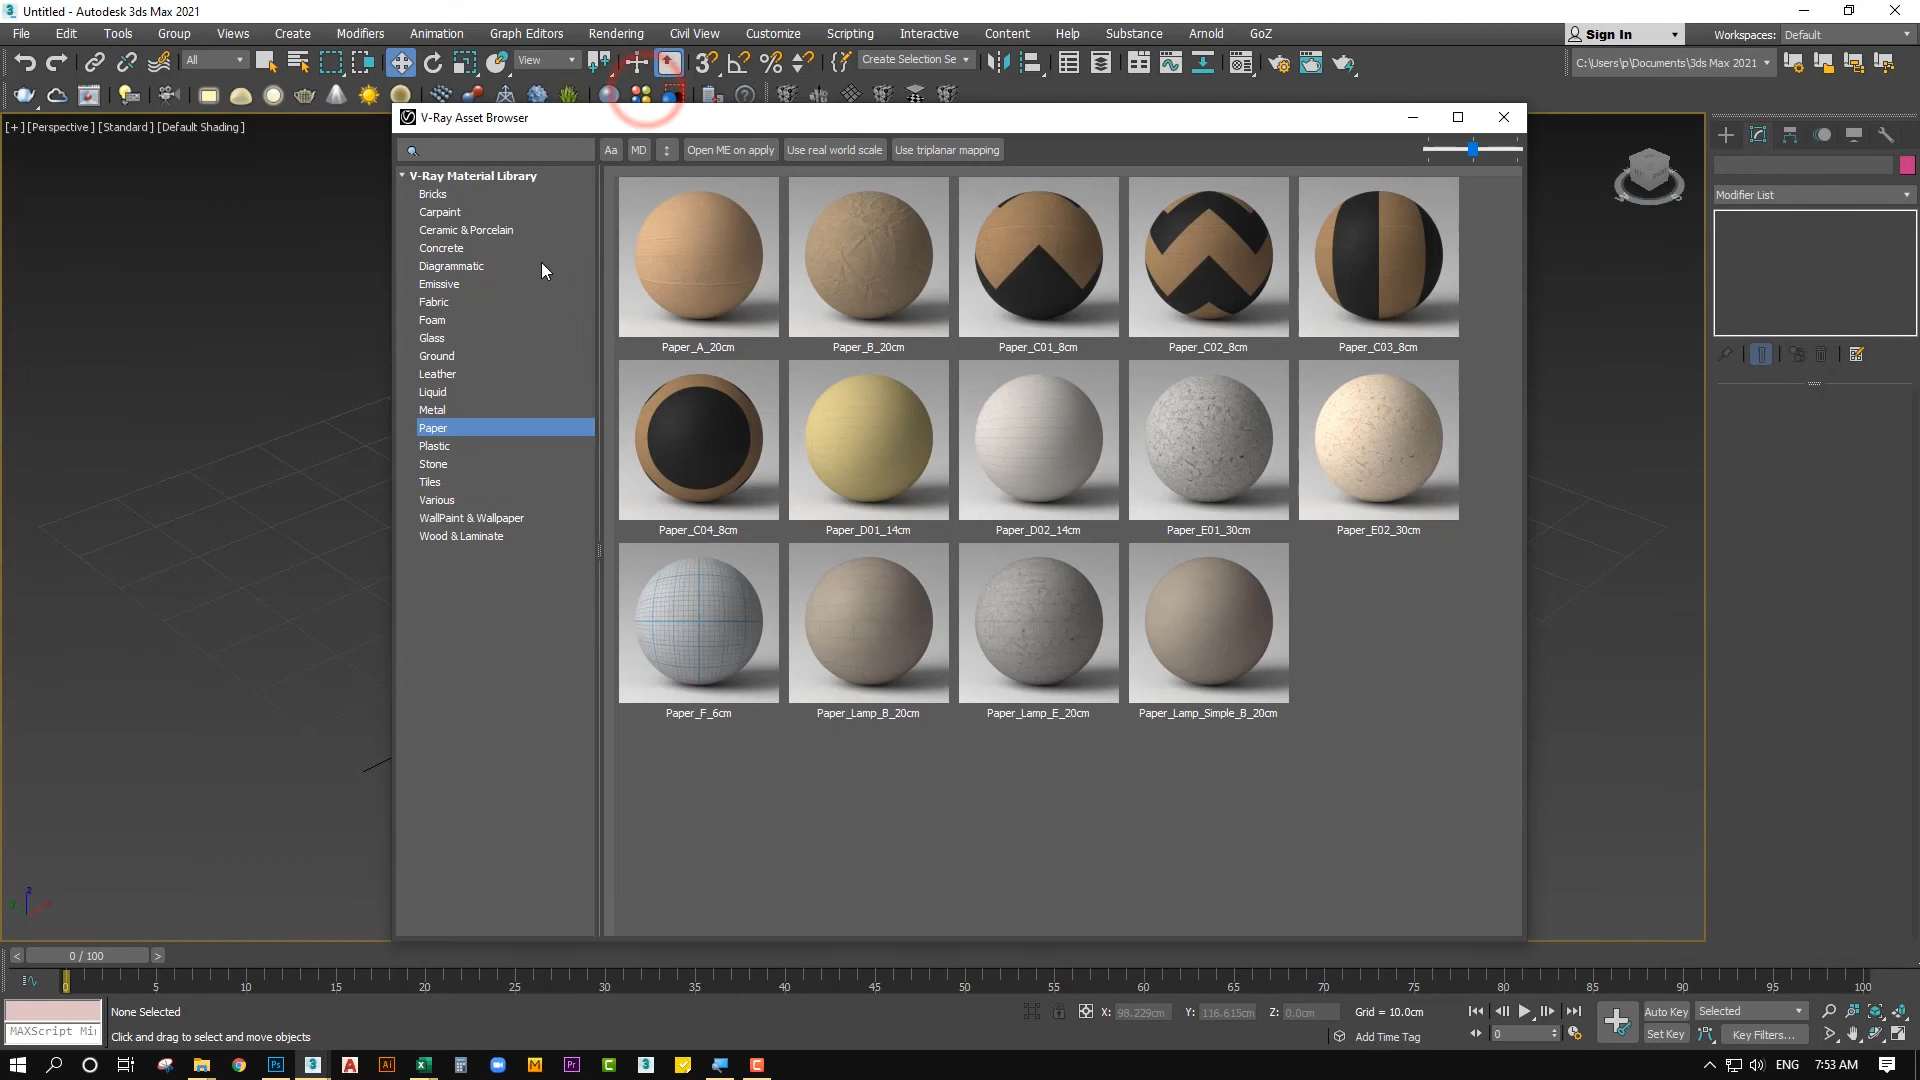 Untitled - Autodesk 3ds Max 2021
File Edit Tools Group Views Create Modifiers Animation Graph Editors Rendering Civil View Customize Scripting Interactive Content Help Substance Arnold GoZ
Sign In Workspaces: Default
All View Create Selection Se C:\Users\p\Documents\3ds Max 2021
[+] [Perspective] [Standard] [Default Shading]
V-Ray Asset Browser
Aa MD Open ME on apply Use real world scale Use triplanar mapping
V-Ray Material Library
Bricks
Carpaint
Ceramic & Porcelain
Concrete
Diagrammatic
Emissive
Fabric
Foam
Glass
Ground
Leather
Liquid
Metal
Paper
Plastic
Stone
Tiles
Various
WallPaint & Wallpaper
Wood & Laminate
Paper_A_20cm Paper_B_20cm Paper_C01_8cm Paper_C02_8cm Paper_C03_8cm
Paper_C04_8cm Paper_D01_14cm Paper_D02_14cm Paper_E01_30cm Paper_E02_30cm
Paper_F_6cm Paper_Lamp_B_20cm Paper_Lamp_E_20cm Paper_Lamp_Simple_B_20cm
Modifier List
z
0 / 100
0 5 10 15 20 25 30 35 40 45 50 55 60 65 70 75 80 85 90 95 100
None Selected X: 98.229cm Y: 116.615cm Z: 0.0cm Grid = 10.0cm Auto Key Selected
MAXScript Mi Click and drag to select and move objects Add Time Tag 0 Set Key Key Filters...
ENG 7:53 AM